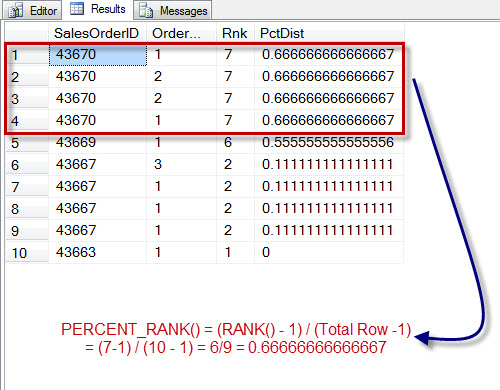 Editor Results Messages
SalesOrderID Order... Rnk PctDist
1 43670 1 7 0.666666666666667
2 43670 2 7 0.666666666666667
3 43670 2 7 0.666666666666667
4 43670 1 7 0.666666666666667
5 43669 1 6 0.555555555555556
6 43667 3 2 0.111111111111111
7 43667 1 2 0.111111111111111
8 43667 1 2 0.111111111111111
9 43667 1 2 0.111111111111111
10 43663 1 1 0
PERCENT_RANK() = (RANK() - 1) / (Total Row -1)
= (7-1) / (10 - 1) = 6/9 = 0.66666666666667